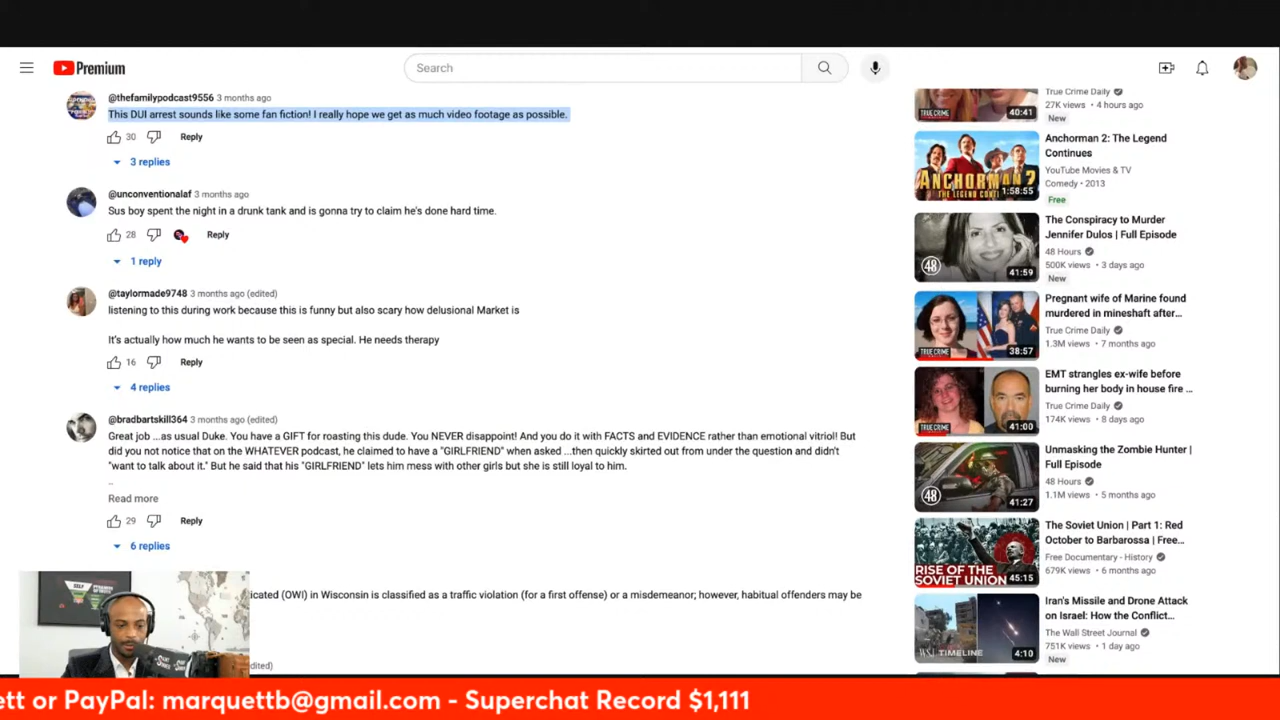 Premium
Search
@thefamilypodcast9556 3 months ago
This DUI arrest sounds like some fan fiction! I really hope we get as much video footage as possible.
30
Reply
3 replies
@unconventionalaf 3 months ago
Sus boy spent the night in a drunk tank and is gonna try to claim he's done hard time.
28
Reply
1 reply
@taylormade9748 3 months ago (edited)
listening to this during work because this is funny but also scary how delusional Market is
It's actually how much he wants to be seen as special. He needs therapy
16
Reply
4 replies
@bradbartskill364 3 months ago (edited)
Great job ...as usual Duke. You have a GIFT for roasting this dude. You NEVER disappoint! And you do it with FACTS and EVIDENCE rather than emotional vitriol! But
did you not notice that on the WHATEVER podcast, he claimed to have a "GIRLFRIEND" when asked ...then quickly skirted out from under the question and didn't
"want to talk about it." But he said that his "GIRLFRIEND" lets him mess with other girls but she is still loyal to him.
..
Read more
29
Reply
6 replies
icated (OWI) in Wisconsin is classified as a traffic violation (for a first offense) or a misdemeanor; however, habitual offenders may be
dited)
TRUE CRIME
40:41
True Crime Daily
27K views • 4 hours ago
New
ANCHORMAN 2
THE LEGEND CONTINUES
1:58:55
Anchorman 2: The Legend
Continues
YouTube Movies & TV
Comedy • 2013
Free
48
41:59
The Conspiracy to Murder
Jennifer Dulos | Full Episode
48 Hours
500K views • 3 days ago
New
TRUE CRIME
38:57
Pregnant wife of Marine found
murdered in mineshaft after...
True Crime Daily
1.3M views • 7 months ago
TRUE CRIME
41:00
EMT strangles ex-wife before
burning her body in house fire ...
True Crime Daily
174K views • 8 days ago
48
41:27
Unmasking the Zombie Hunter |
Full Episode
48 Hours
1.1M views • 5 months ago
RISE OF THE
SOVIET UNION
45:15
The Soviet Union | Part 1: Red
October to Barbarossa | Free...
Free Documentary - History
679K views • 6 months ago
WSJ TIMELINE
4:10
Iran's Missile and Drone Attack
on Israel: How the Conflict...
The Wall Street Journal
751K views • 1 day ago
New
ett or PayPal: marquettb@gmail.com - Superchat Record $1,111